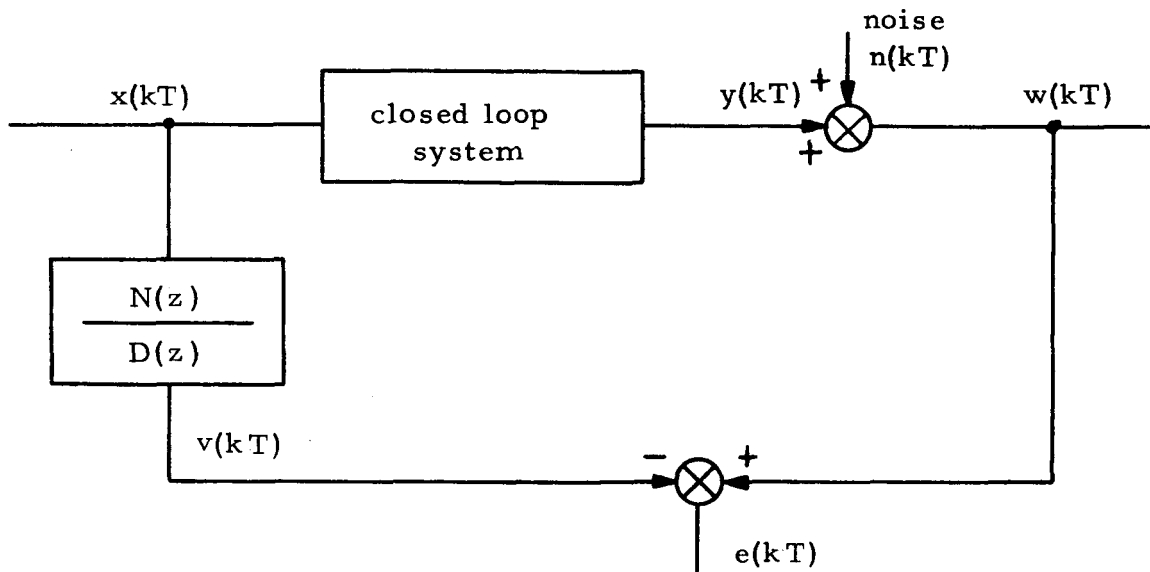 noise
n(kT)
x(kT)
closed loop
system
y(kT)
+
+
w(kT)
N(z)
D(z)
v(kT)
−
+
e(kT)